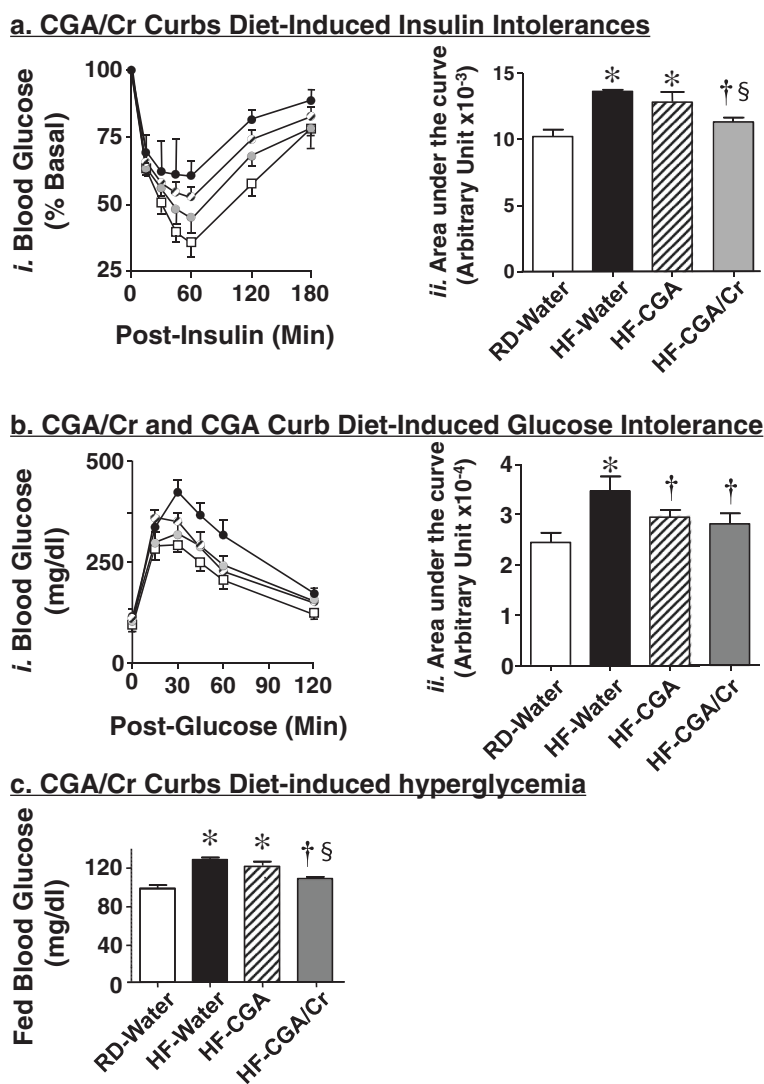 a. CGA/Cr Curbs Diet-Induced Insulin Intolerances
i. Blood Glucose
(% Basal)
100
75
50
25
0
60
120
180
Post-Insulin (Min)
ii. Area under the curve
(Arbitrary Unit x10-3)
15
10
5
0
*
*
† §
RD-Water
HF-Water
HF-CGA
HF-CGA/Cr
b. CGA/Cr and CGA Curb Diet-Induced Glucose Intolerance
i. Blood Glucose
(mg/dl)
500
250
0
0
30
60
90
120
Post-Glucose (Min)
ii. Area under the curve
(Arbitrary Unit x10-4)
4
3
2
1
0
*
†
†
RD-Water
HF-Water
HF-CGA
HF-CGA/Cr
c. CGA/Cr Curbs Diet-induced hyperglycemia
Fed Blood Glucose
(mg/dl)
120
80
40
0
*
*
† §
RD-Water
HF-Water
HF-CGA
HF-CGA/Cr